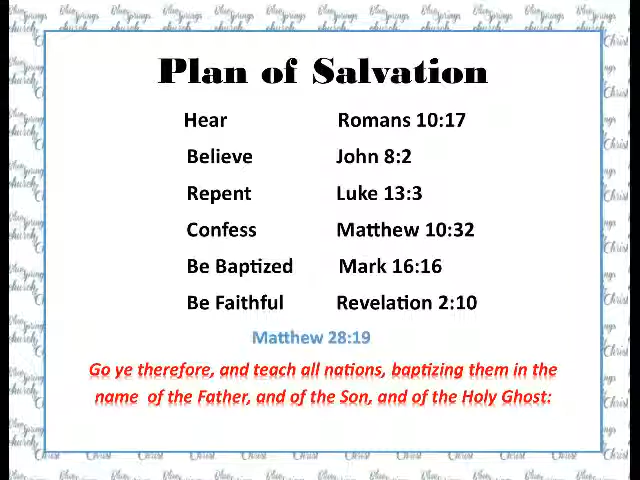 Plan of Salvation
Hear Romans 10:17
Believe John 8:2
Repent Luke 13:3
Confess Matthew 10:32
Be Baptized Mark 16:16
Be Faithful Revelation 2:10
Matthew 28:19
Go ye therefore, and teach all nations, baptizing them in the
name of the Father, and of the Son, and of the Holy Ghost: